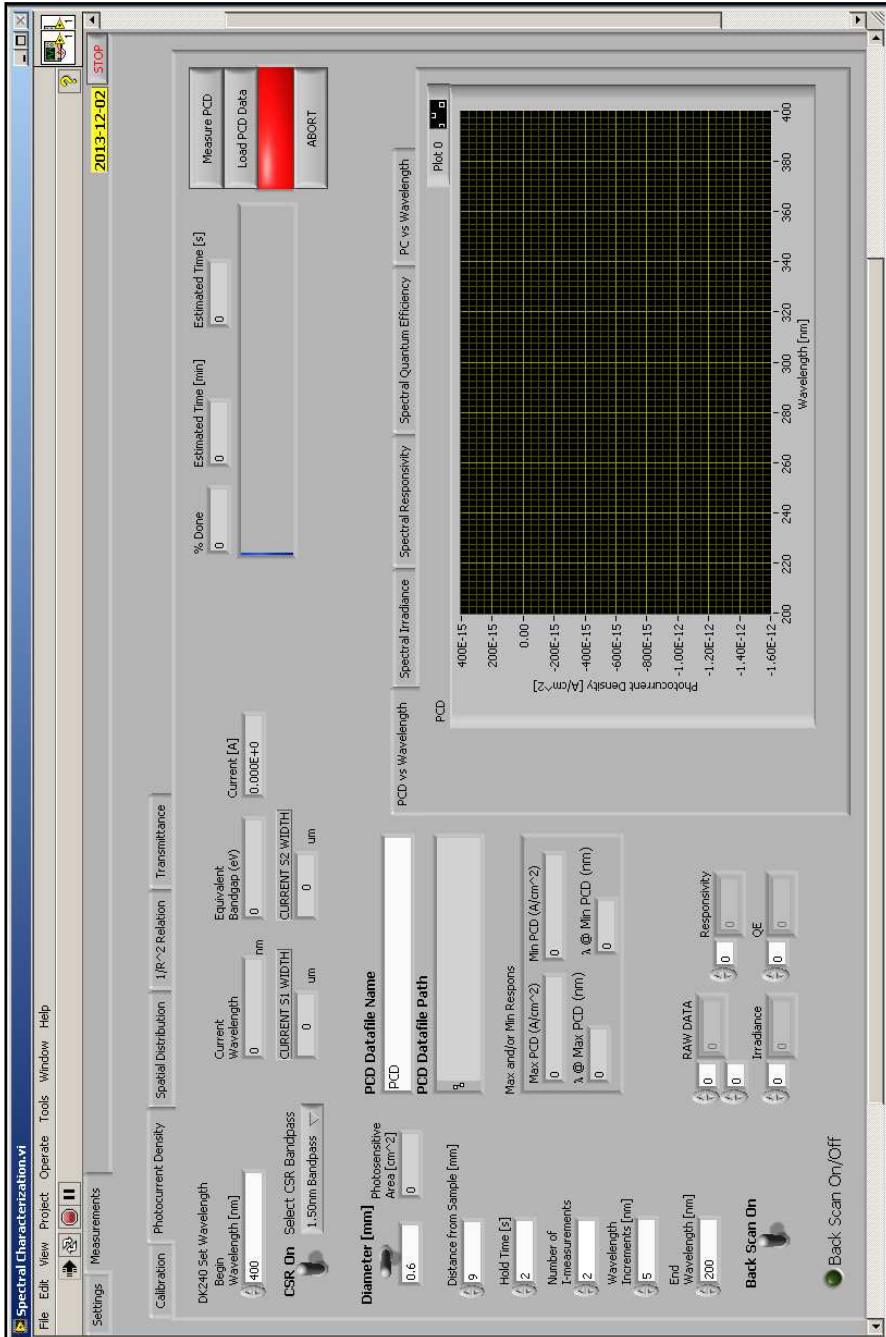 Spectral Characterization.vi
File Edit View Project Operate Tools Window Help
2013-12-02
STOP
Settings
Measurements
Calibration
Photocurrent Density
Spatial Distribution
1/R^2 Relation
Transmittance
DK240 Set Wavelength
Begin
Wavelength [nm]
400
CSR On
Select CSR Bandpass
1.50nm Bandpass
Current
Wavelength
0
nm
Equivalent
Bandgap (eV)
0
Current [A]
0.000E+0
CURRENT S1 WIDTH
0
um
CURRENT S2 WIDTH
0
um
% Done
0
Estimated Time [min]
0
Estimated Time [s]
0
Measure PCD
Load PCD Data
ABORT
Diameter [mm]
0.6
Photosensitive
Area [cm^2]
0
Distance from Sample [mm]
9
Hold Time [s]
2
Number of
I-measurements
2
Wavelength
Increments [nm]
5
End
Wavelength [nm]
200
Back Scan On
Back Scan On/Off
PCD Datafile Name
PCD
PCD Datafile Path
Max and/or Min Respons
Max PCD (A/cm^2)
0
Min PCD (A/cm^2)
0
λ @ Max PCD (nm)
0
λ @ Min PCD (nm)
0
RAW DATA
0
0
0
Responsivity
0
0
Irradiance
0
0
QE
0
0
PCD vs Wavelength
Spectral Irradiance
Spectral Responsivity
Spectral Quantum Efficiency
PC vs Wavelength
PCD
Plot 0
Photocurrent Density [A/cm^2]
400E-15
200E-15
0.00
-200E-15
-400E-15
-600E-15
-800E-15
-1.00E-12
-1.20E-12
-1.40E-12
-1.60E-12
200 220 240 260 280 300 320 340 360 380 400
Wavelength [nm]